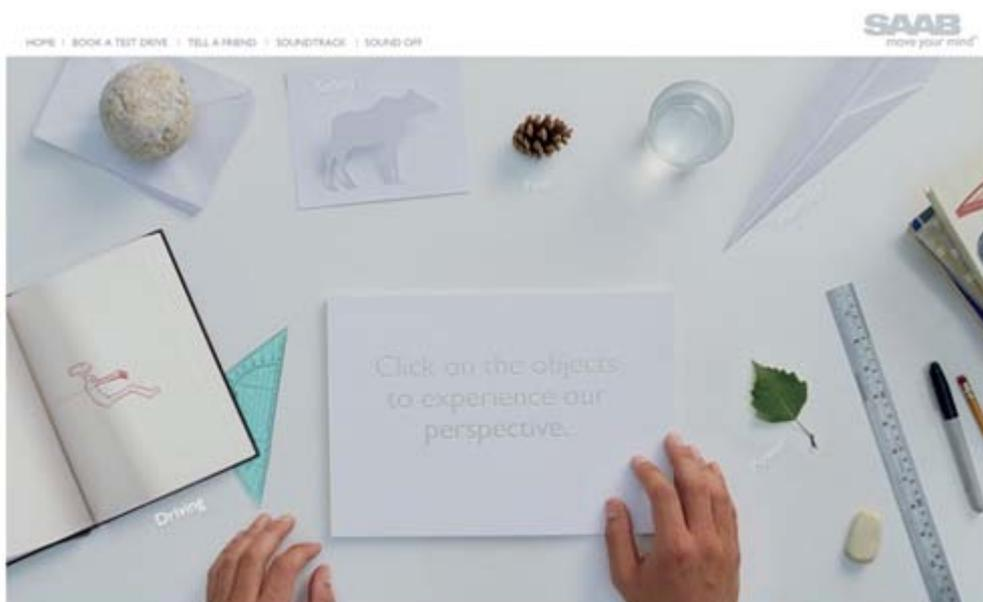 SAAB
move your mind™
HOME | BOOK A TEST DRIVE | TELL A FRIEND | SOUNDTRACK | SOUND OFF
Click on the objects
to experience our
perspective.
Driving